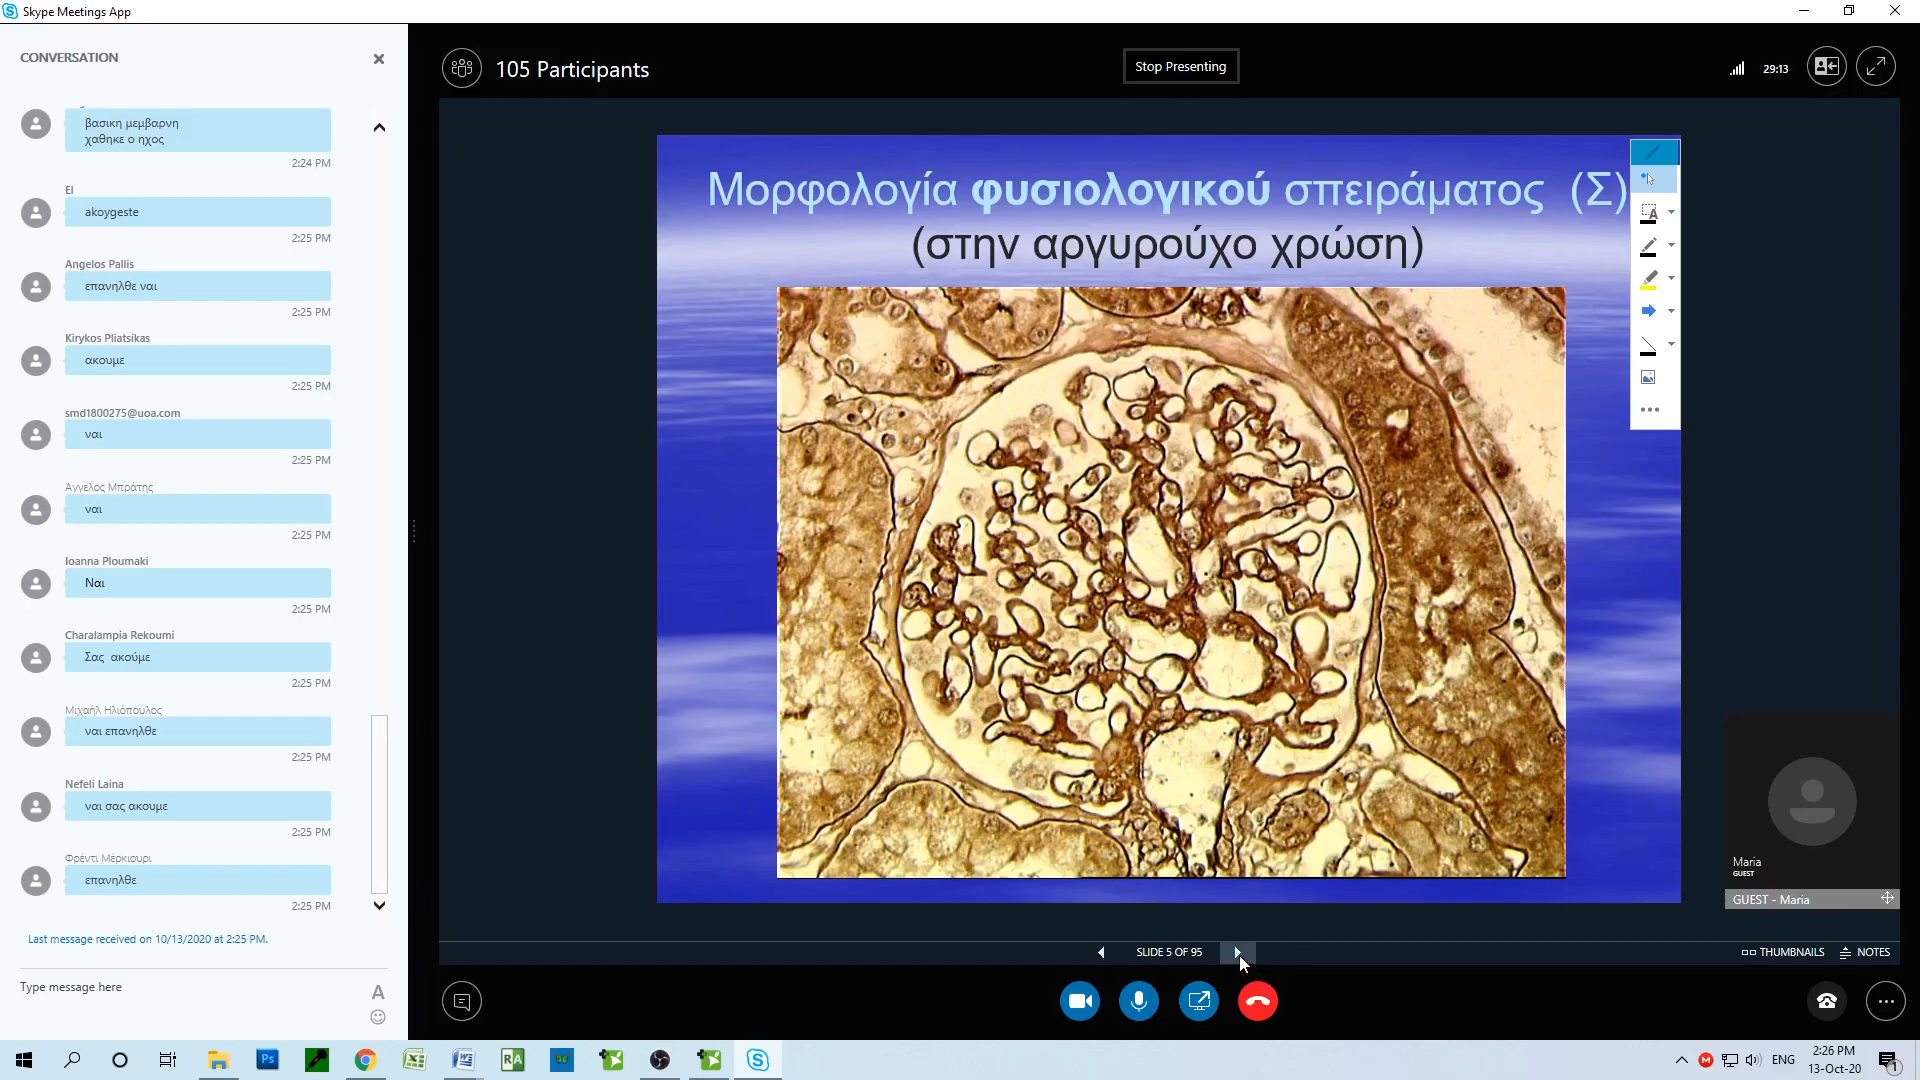 Skype Meetings App
CONVERSATION
βασικη μεμβαρνη
χαθηκε ο ηχος
2:24 PM
El
akoygeste
2:25 PM
Angelos Pallis
επανηλθε ναι
2:25 PM
Kirykos Pliatsikas
ακουμε
2:25 PM
smd1800275@uoa.com
ναι
2:25 PM
Άγγελος Μπράτης
ναι
2:25 PM
Ioanna Ploumaki
Ναι
2:25 PM
Charalampia Rekoumi
Σας ακούμε
2:25 PM
Μιχαήλ Ηλιόπουλος
ναι επανηλθε
2:25 PM
Nefeli Laina
ναι σας ακουμε
2:25 PM
Φρέντι Μέρκιουρι
επανηλθε
2:25 PM
Last message received on 10/13/2020 at 2:25 PM.
Type message here
A
105 Participants
Stop Presenting
29:13
Μορφολογία φυσιολογικού σπειράματος (Σ)
(στην αργυρούχο χρώση)
A
Maria
GUEST
GUEST - Maria
SLIDE 5 OF 95
THUMBNAILS
NOTES
Ps
RA
ENG
2:26 PM
13-Oct-20
1